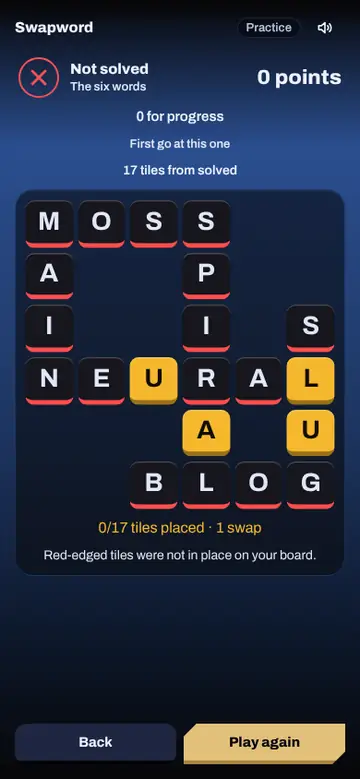 Swapword
Practice
Not solved
The six words
0 points
0 for progress
First go at this one
17 tiles from solved
M O S S
A P
I I S
N E U R A L
A U
B L O G
0/17 tiles placed · 1 swap
Red-edged tiles were not in place on your board.
Back
Play again